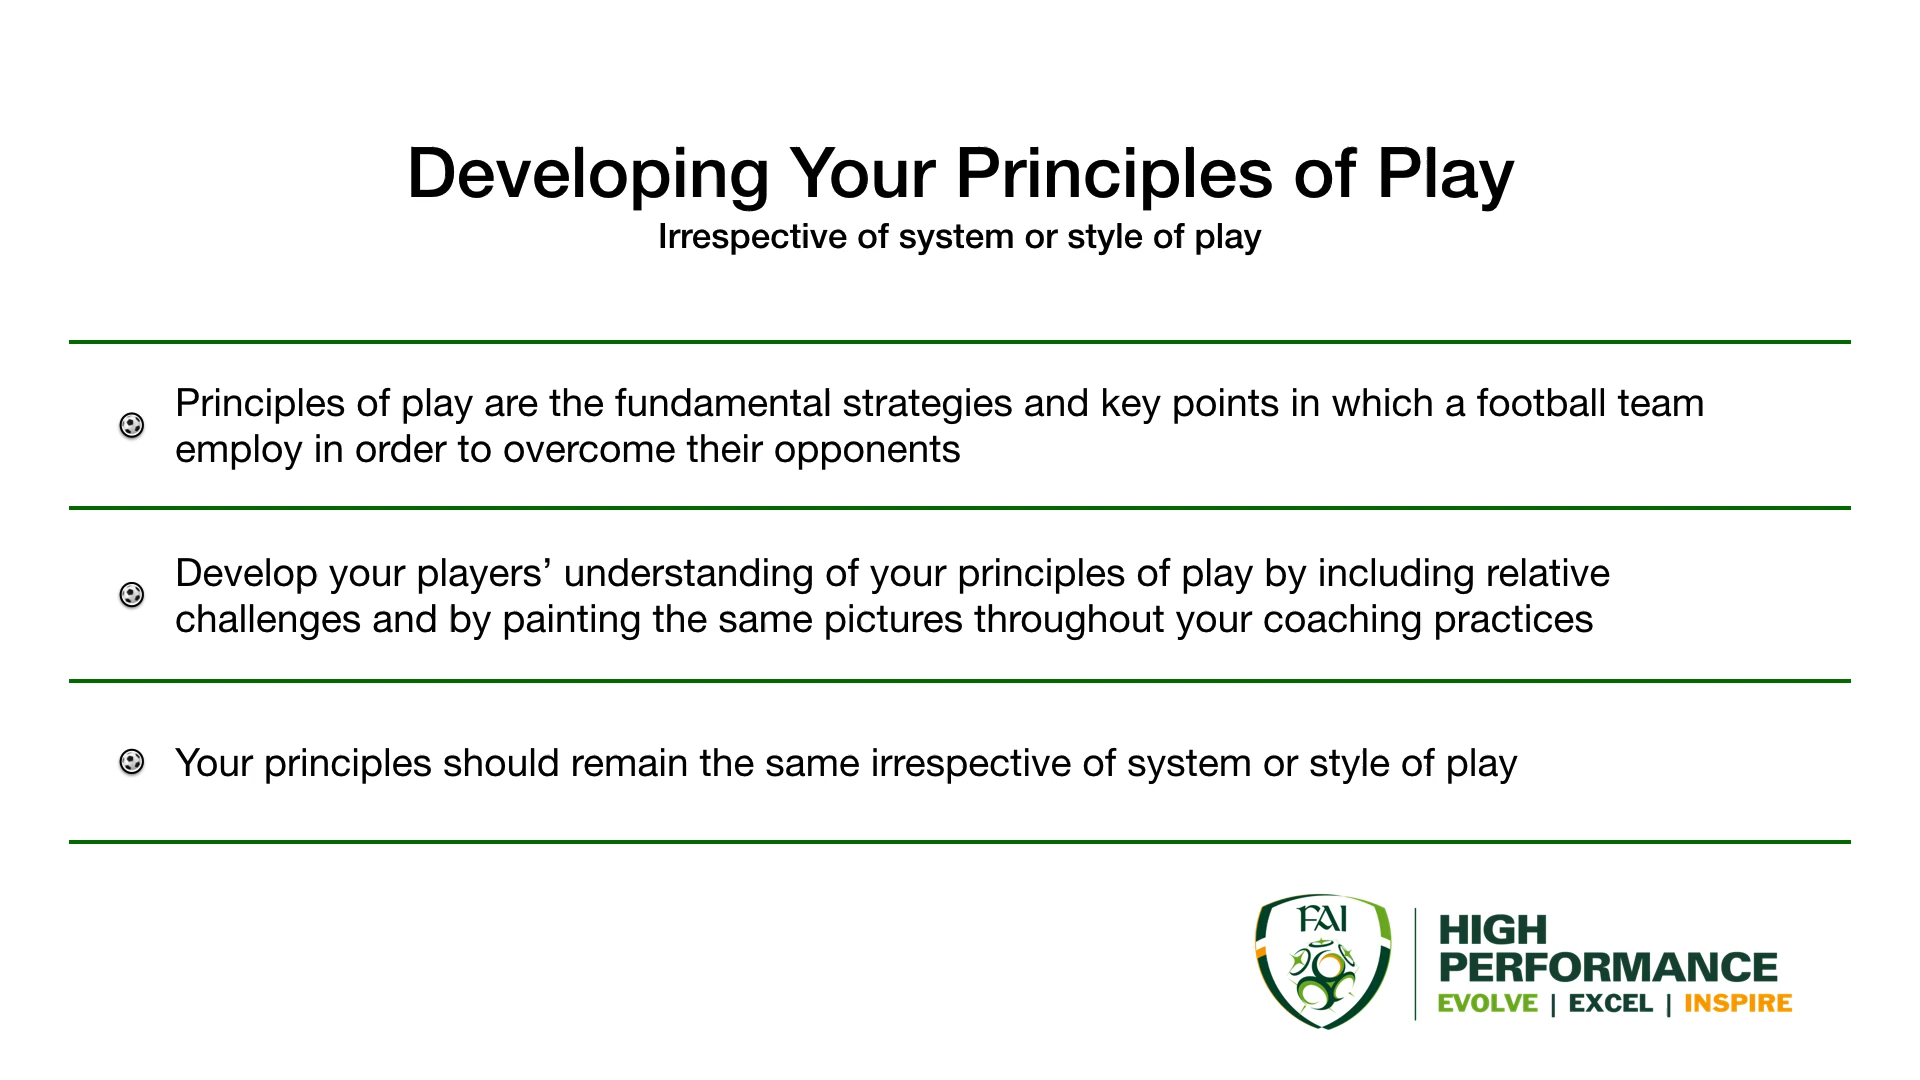 Developing Your Principles of Play
Irrespective of system or style of play
Principles of play are the fundamental strategies and key points in which a football team
employ in order to overcome their opponents
Develop your players’ understanding of your principles of play by including relative
challenges and by painting the same pictures throughout your coaching practices
Your principles should remain the same irrespective of system or style of play
FAI
HIGH
PERFORMANCE
EVOLVE | EXCEL | INSPIRE